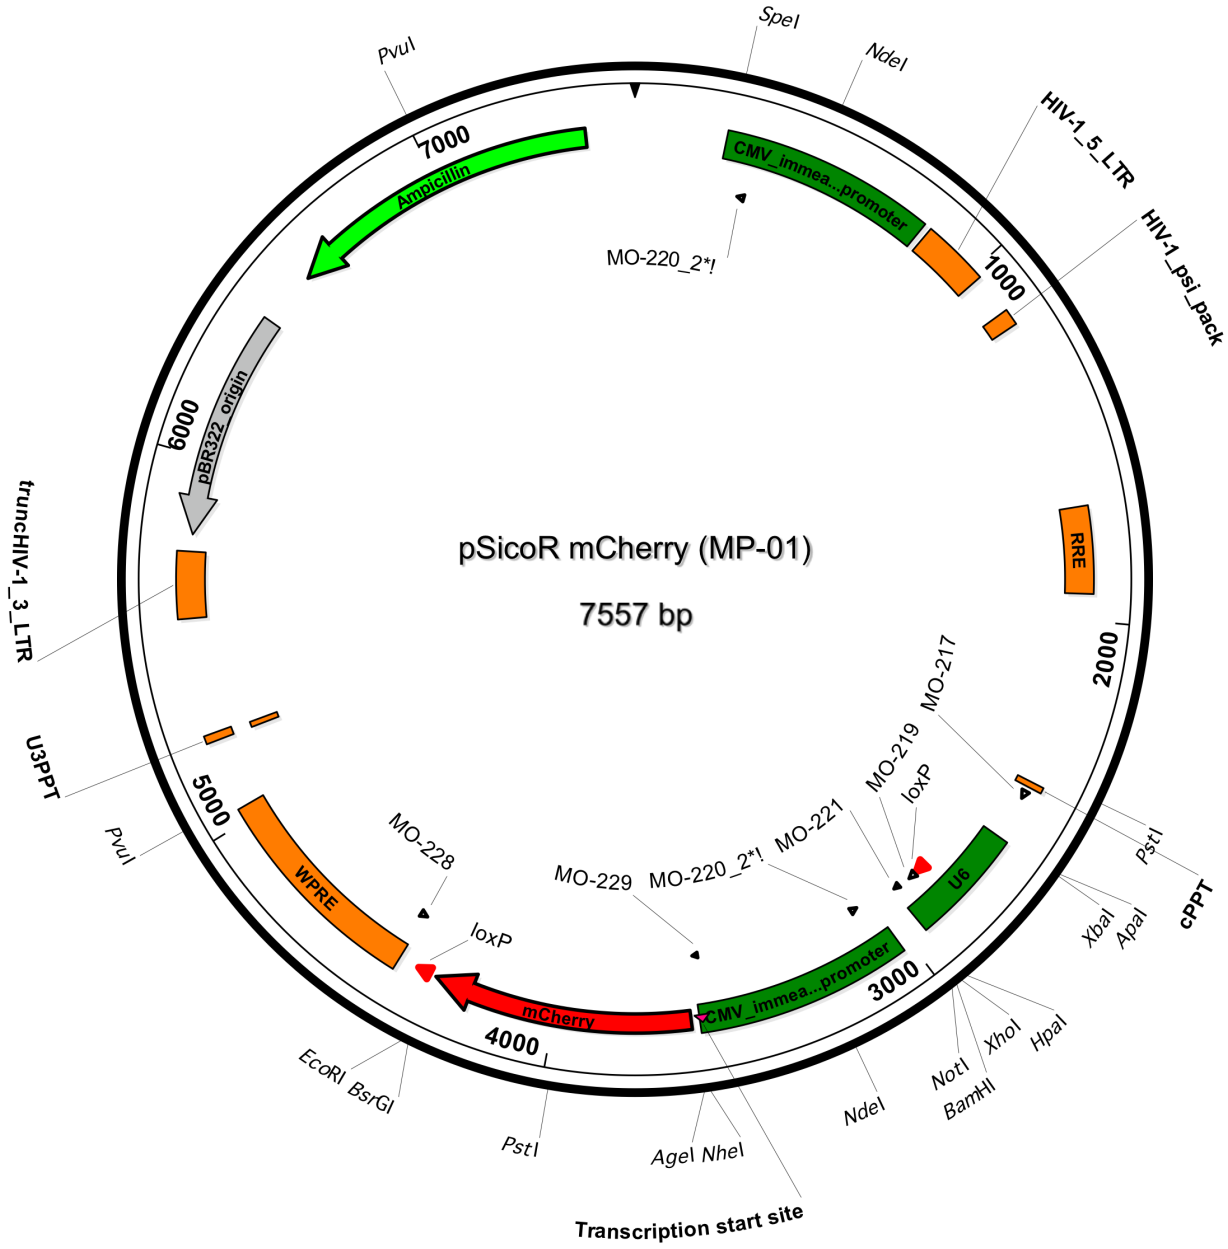 PvuI
SpeI
NdeI
HIV-1_5_LTR
HIV-1_psi_pack
7000
Ampicillin
CMV_immea...promoter
MO-220_2*!
1000
6000
pBR322_origin
truncHIV-1_3_LTR
RRE
pSicoR mCherry (MP-01)
7557 bp
2000
MO-217
MO-219
loxP
MO-221
MO-220_2*!
MO-229
MO-228
loxP
U3PPT
5000
PvuI
WPRE
U6
PstI
cPPT
XbaI
ApaI
3000
CMV_immea...promoter
mCherry
4000
EcoRI
BsrGI
PstI
AgeI
NheI
NdeI
NotI
BamHI
XhoI
HpaI
Transcription start site